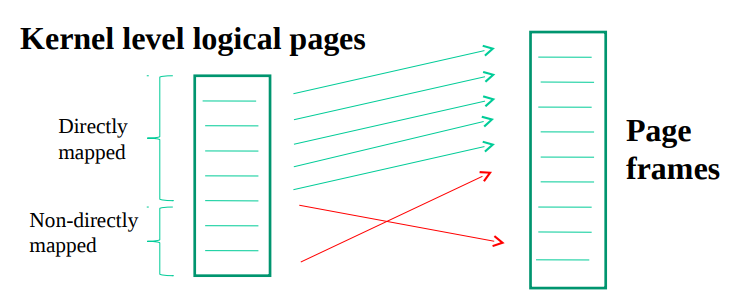 Kernel level logical pages
Directly
mapped
Non-directly
mapped
Page
frames